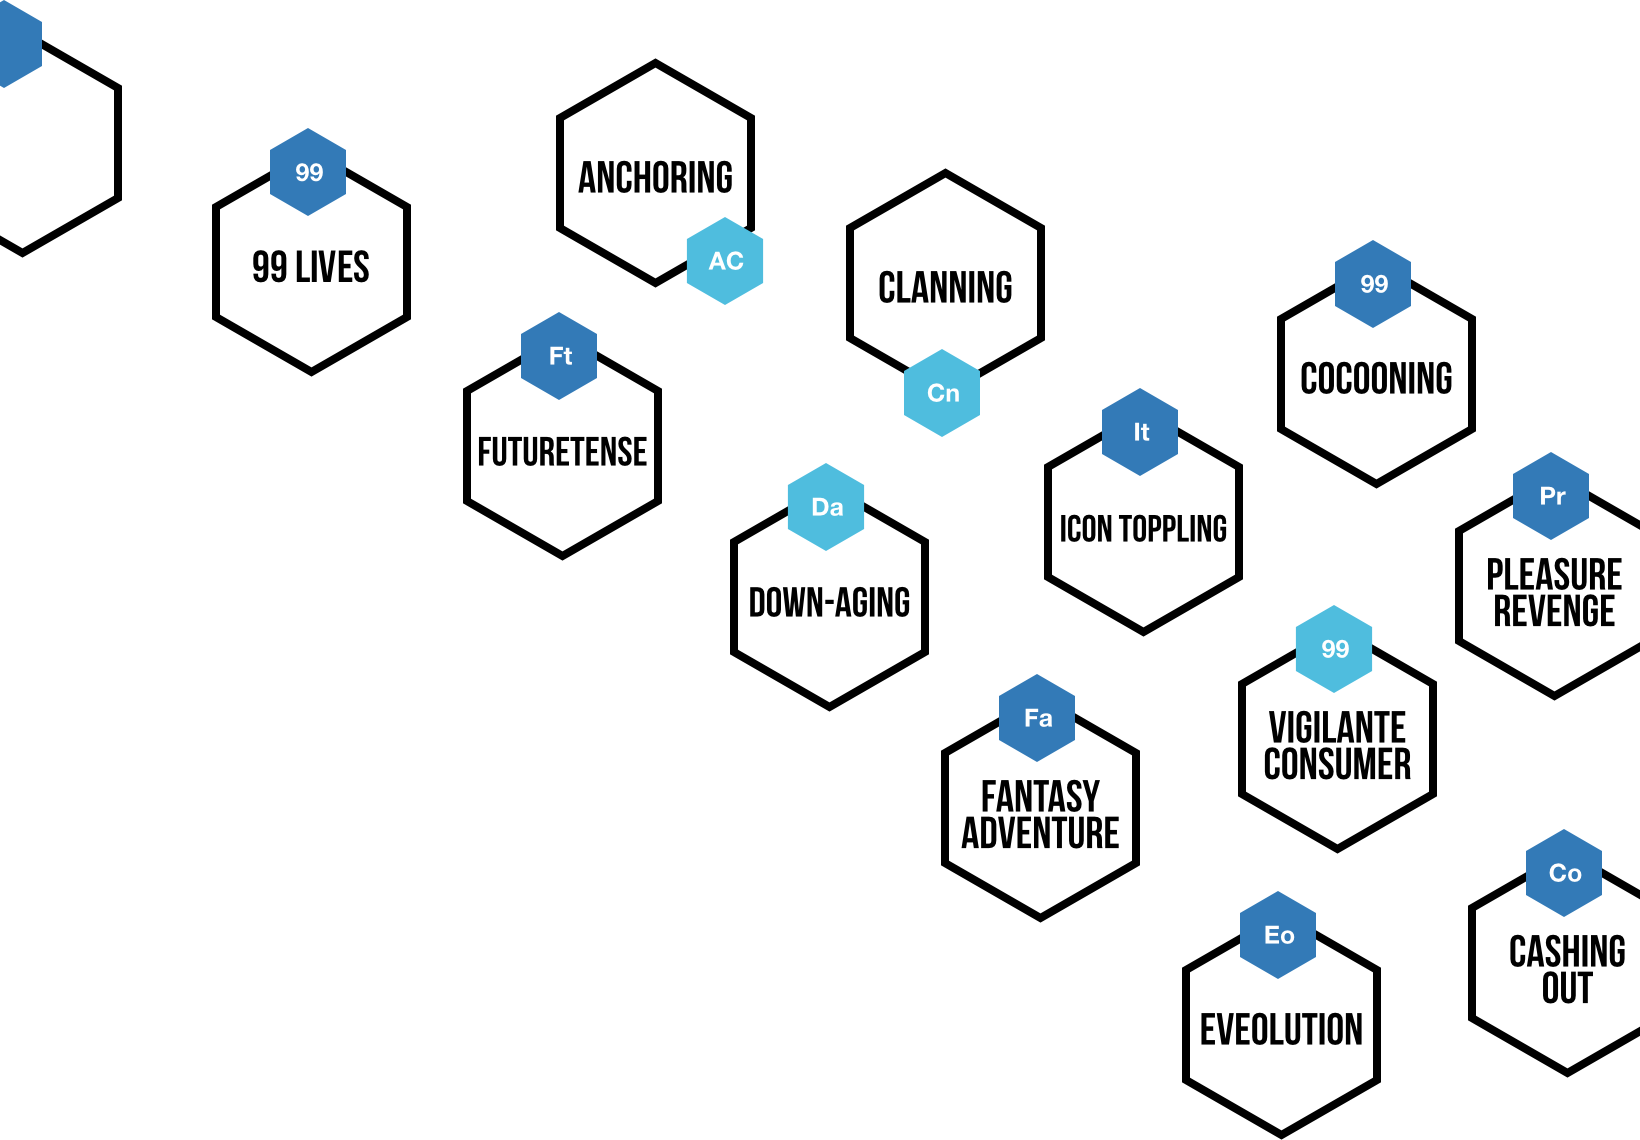 99
99 LIVES
ANCHORING
AC
CLANNING
Cn
99
COCOONING
Ft
FUTURETENSE
It
ICON TOPPLING
Da
DOWN-AGING
Pr
PLEASURE
REVENGE
99
VIGILANTE
CONSUMER
Fa
FANTASY
ADVENTURE
Co
CASHING
OUT
Eo
EVEOLUTION